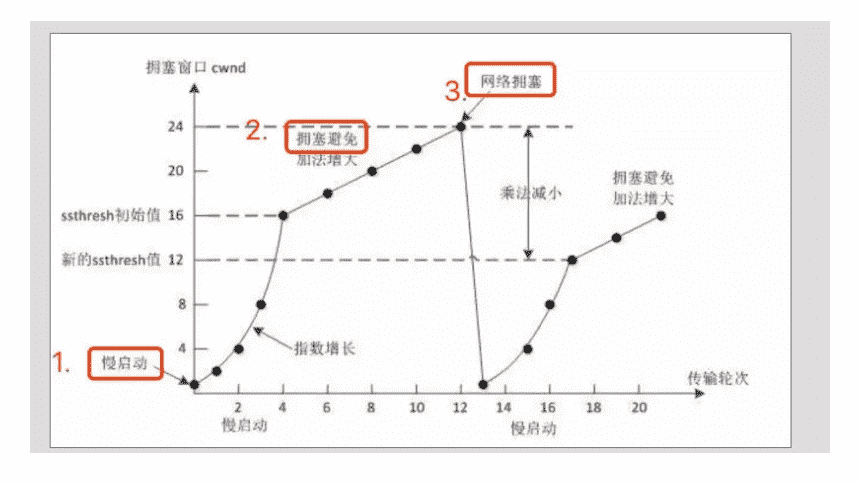 拥塞窗口 cwnd
3. 网络拥塞
24
2. 拥塞避免
加法增大
20
乘法减小
拥塞避免
加法增大
ssthresh初始值 16
新的ssthresh值 12
8
4
指数增长
1. 慢启动
传输轮次
2 4 6 8 10 12 14 16 18 20
慢启动 慢启动